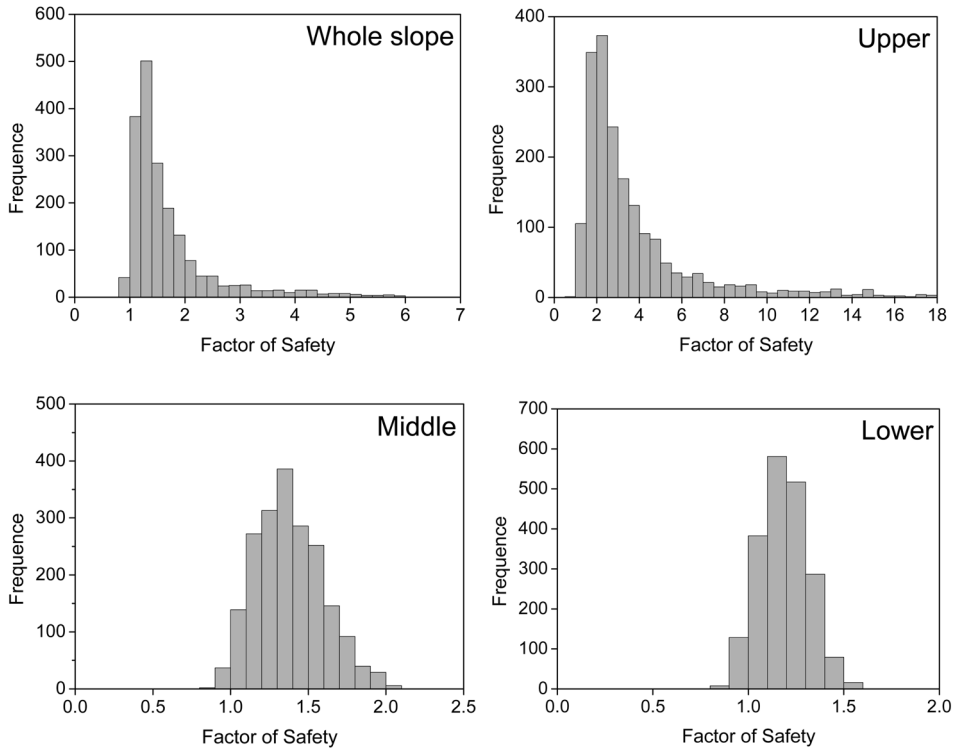 Whole slope
600
500
400
300
200
100
0
Frequence
0 1 2 3 4 5 6 7
Factor of Safety
Upper
400
300
200
100
0
Frequence
0 2 4 6 8 10 12 14 16 18
Factor of Safety
Middle
500
400
300
200
100
0
Frequence
0.0 0.5 1.0 1.5 2.0 2.5
Factor of Safety
Lower
700
600
500
400
300
200
100
0
Frequence
0.0 0.5 1.0 1.5 2.0
Factor of Safety